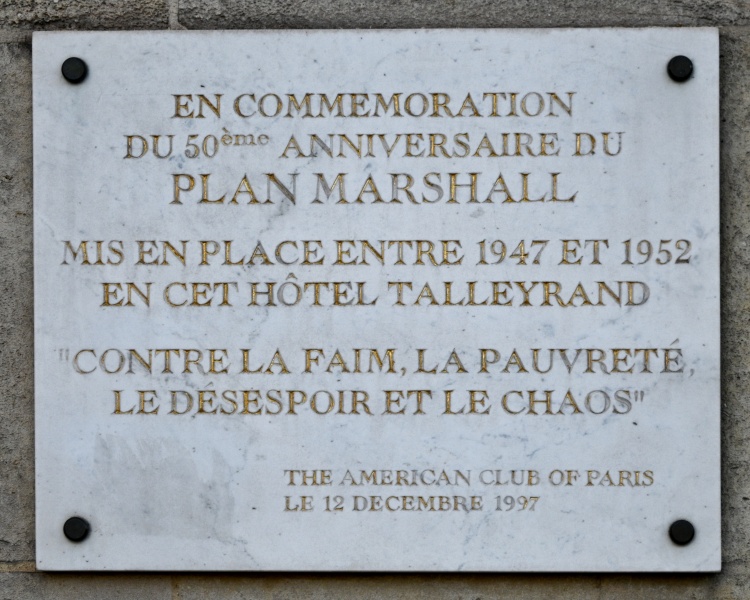 EN COMMEMORATION
DU 50ème ANNIVERSAIRE DU
PLAN MARSHALL
MIS EN PLACE ENTRE 1947 ET 1952
EN CET HÔTEL TALLEYRAND
"CONTRE LA FAIM, LA PAUVRETÉ,
LE DÉSESPOIR ET LE CHAOS"
THE AMERICAN CLUB OF PARIS
LE 12 DECEMBRE 1997